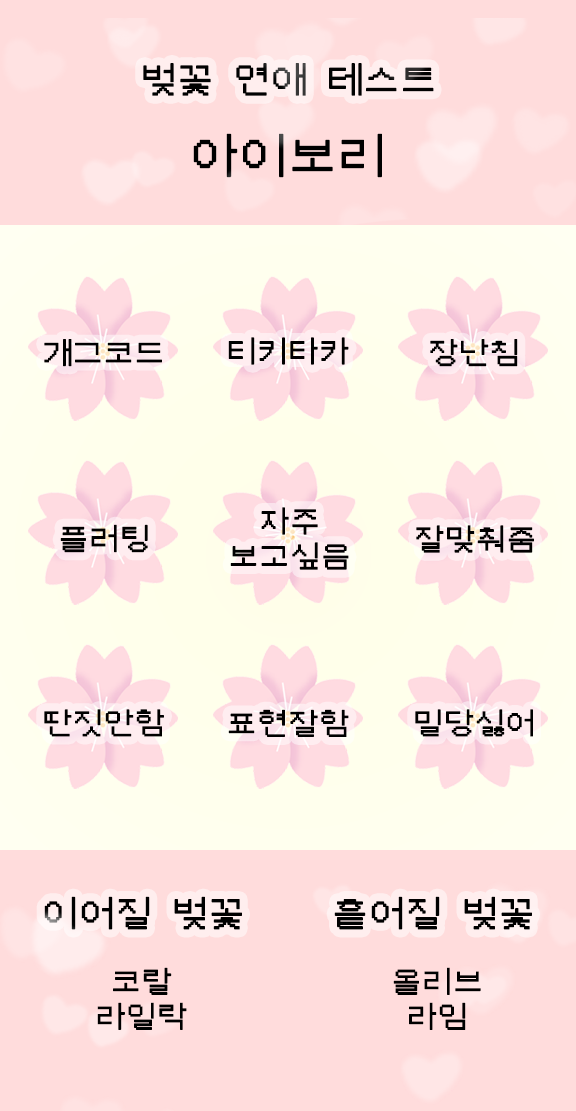 벚꽃 연애 테스트
아이보리
개그코드 티키타카 장난침
플러팅 자주 보고싶음 잘맞춰줌
딴짓안함 표현잘함 밀당싫어
이어질 벚꽃 흩어질 벚꽃
코랄 올리브
라일락 라임